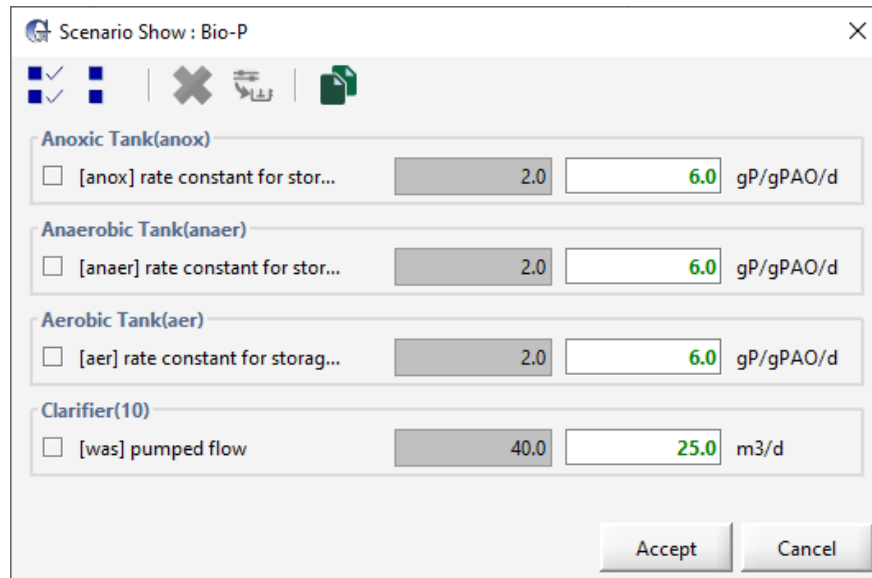 Scenario Show : Bio-P
Anoxic Tank(anox)
[anox] rate constant for stor... 2.0 6.0 gP/gPAO/d
Anaerobic Tank(anaer)
[anaer] rate constant for stor... 2.0 6.0 gP/gPAO/d
Aerobic Tank(aer)
[aer] rate constant for storag... 2.0 6.0 gP/gPAO/d
Clarifier(10)
[was] pumped flow 40.0 25.0 m3/d
Accept Cancel